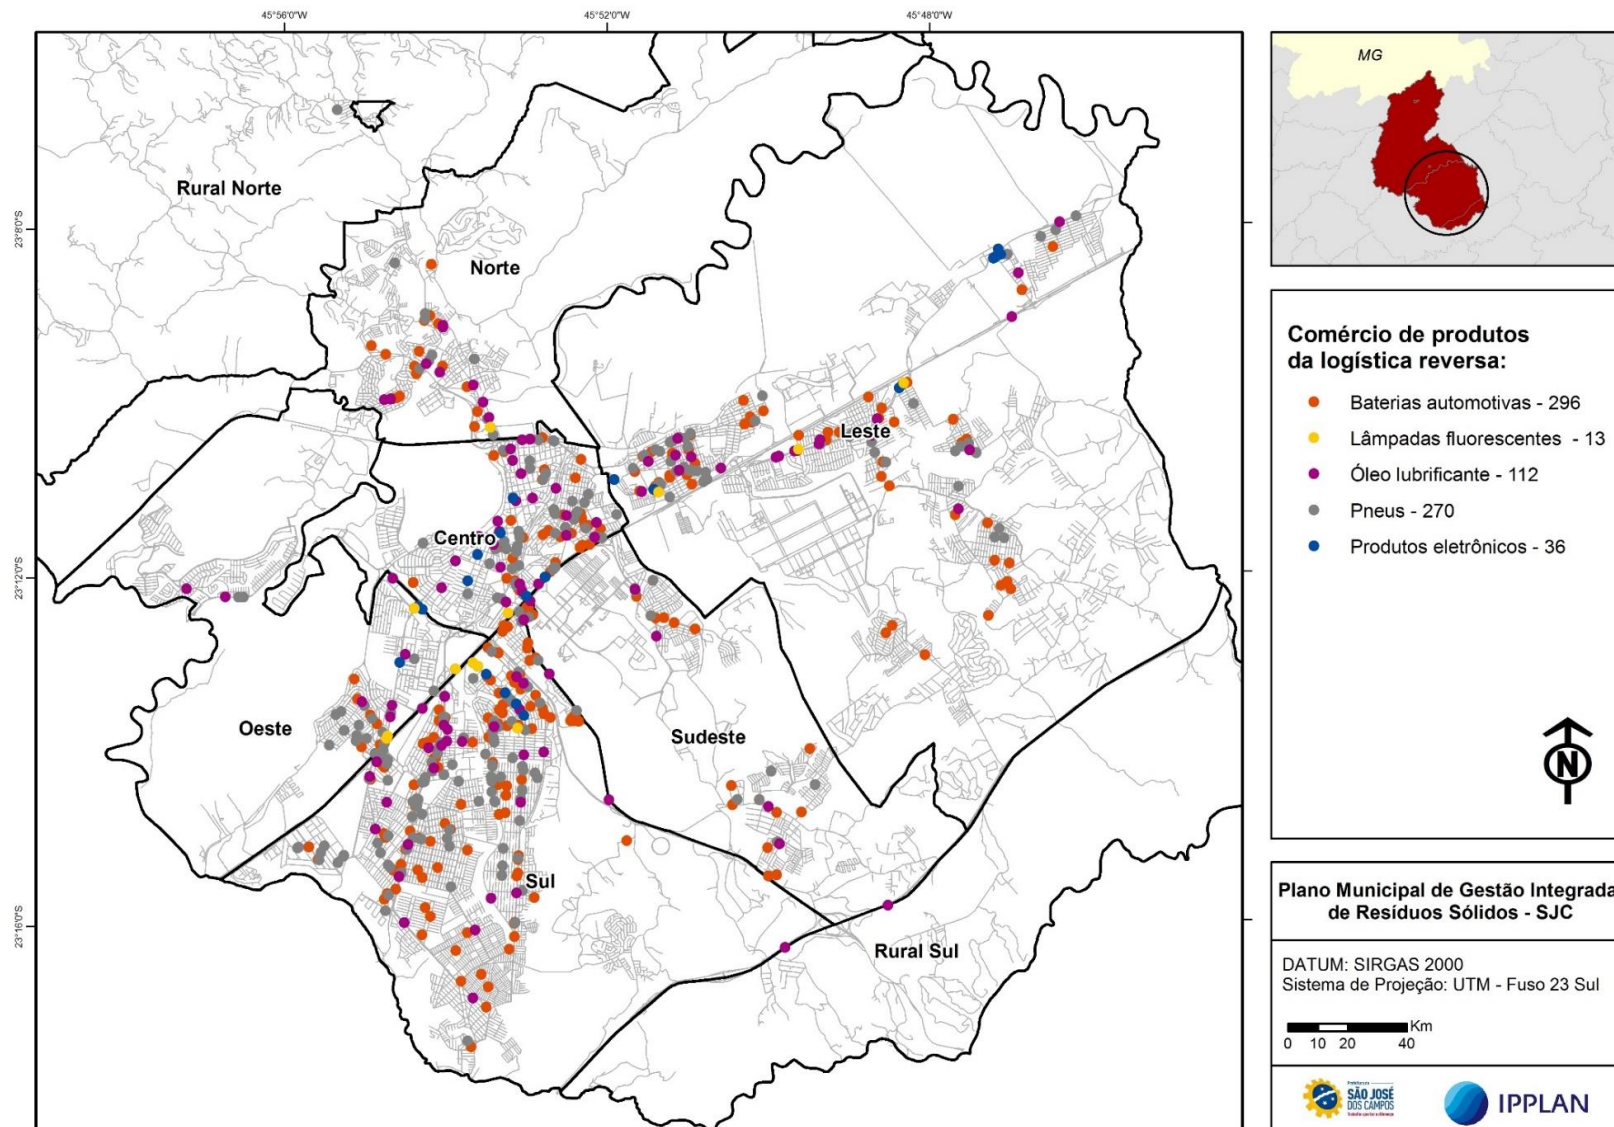 45°56'0"W
45°52'0"W
45°48'0"W
23°8'0"S
23°12'0"S
23°16'0"S
Rural Norte
Norte
Leste
Centro
Oeste
Sudeste
Sul
Rural Sul
MG
Comércio de produtos
da logística reversa:
Baterias automotivas - 296
Lâmpadas fluorescentes - 13
Óleo lubrificante - 112
Pneus - 270
Produtos eletrônicos - 36
N
Plano Municipal de Gestão Integrada
de Resíduos Sólidos - SJC
DATUM: SIRGAS 2000
Sistema de Projeção: UTM - Fuso 23 Sul
Km
0 10 20 40
SÃO JOSÉ
DOS CAMPOS
IPPLAN